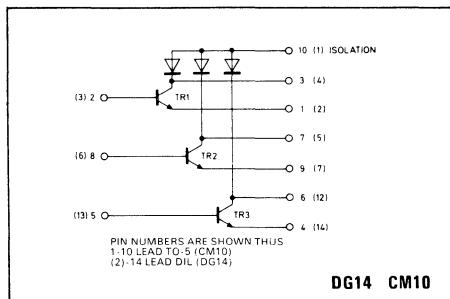 10 (1) ISOLATION
3 (4)
(3) 2
TR1
1 (2)
7 (5)
(6) 8
TR2
9 (7)
6 (12)
(13) 5
TR3
4 (14)
PIN NUMBERS ARE SHOWN THUS
1-10 LEAD TO-5 (CM10)
(2)-14 LEAD DIL (DG14)
DG14 CM10